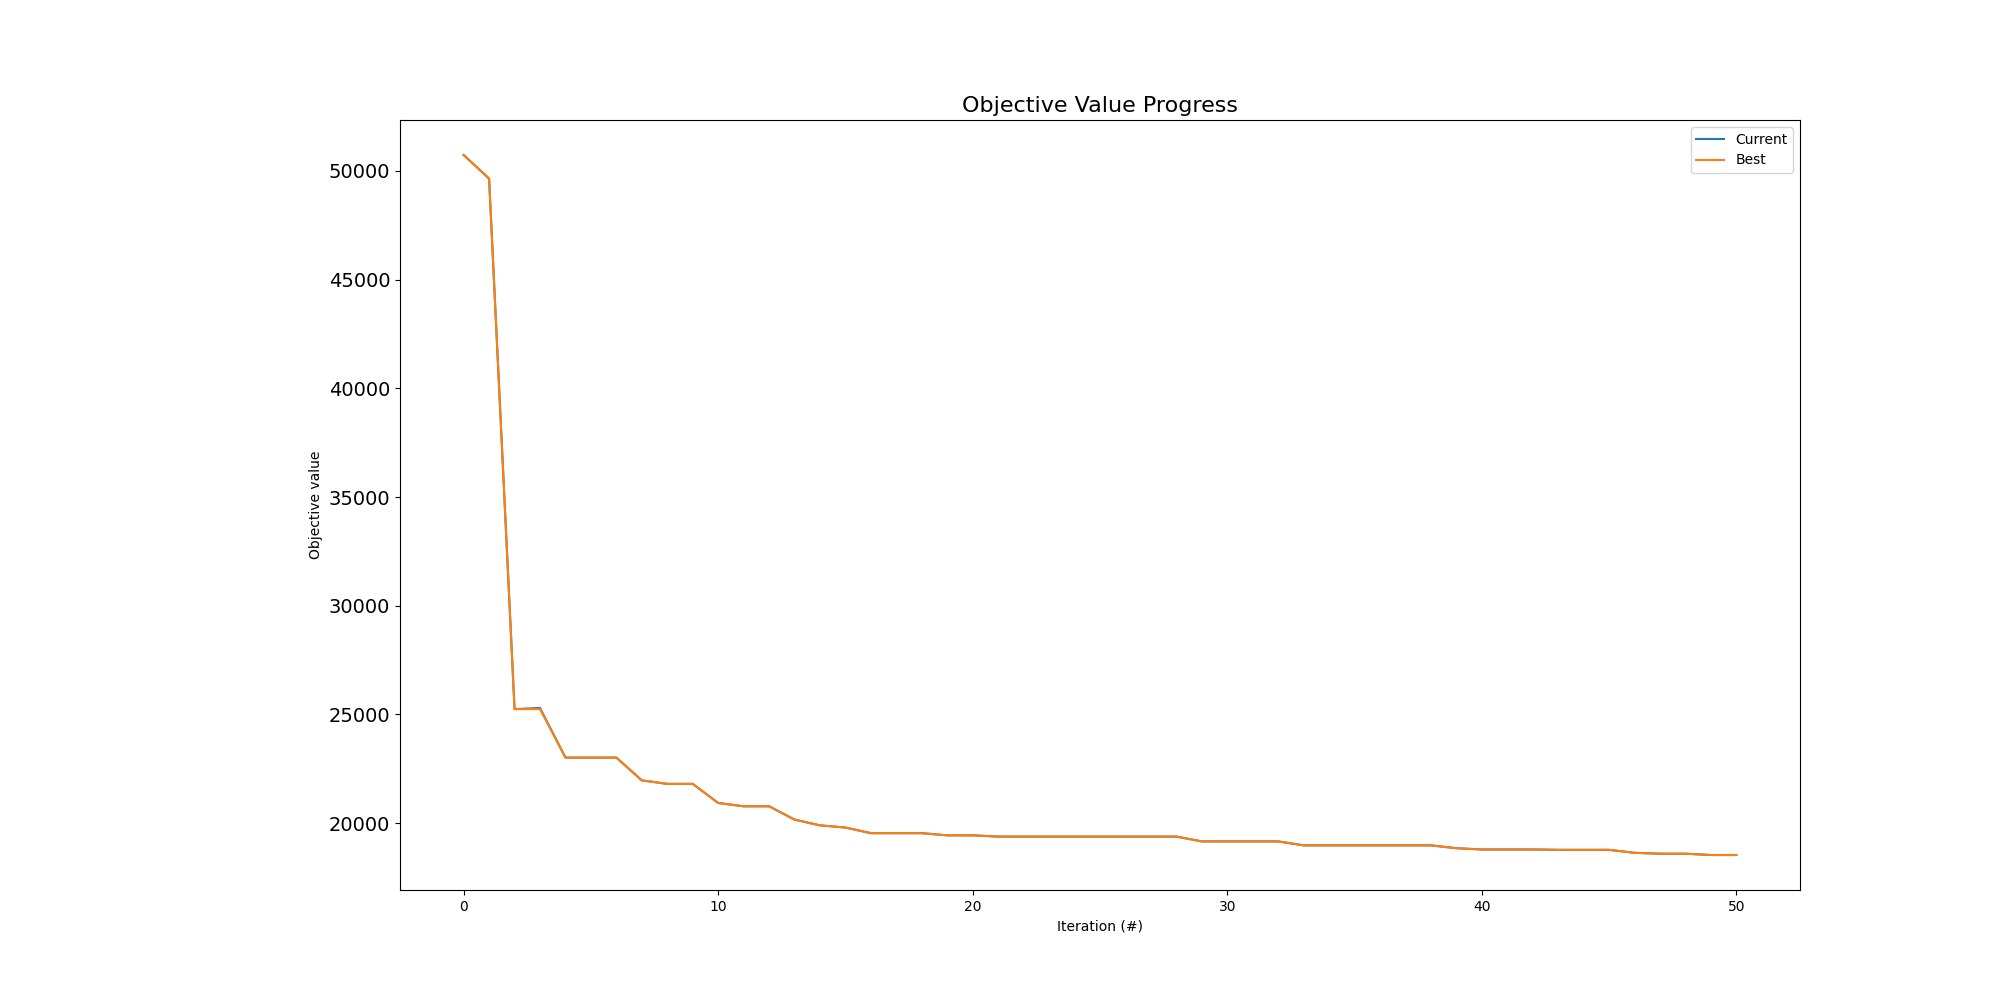 Objective Value Progress
Current
Best
50000
45000
40000
35000
30000
25000
20000
Objective value
0 10 20 30 40 50
Iteration (#)